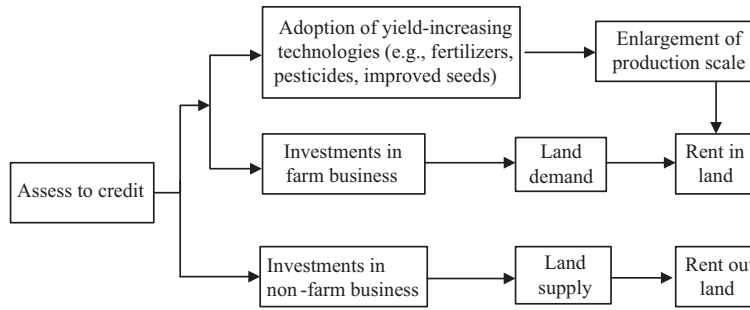 Adoption of yield-increasing
technologies (e.g., fertilizers,
pesticides, improved seeds)
Enlargement of
production scale
Assess to credit
Investments in
farm business
Land
demand
Rent in
land
Investments in
non-farm business
Land
supply
Rent out
land